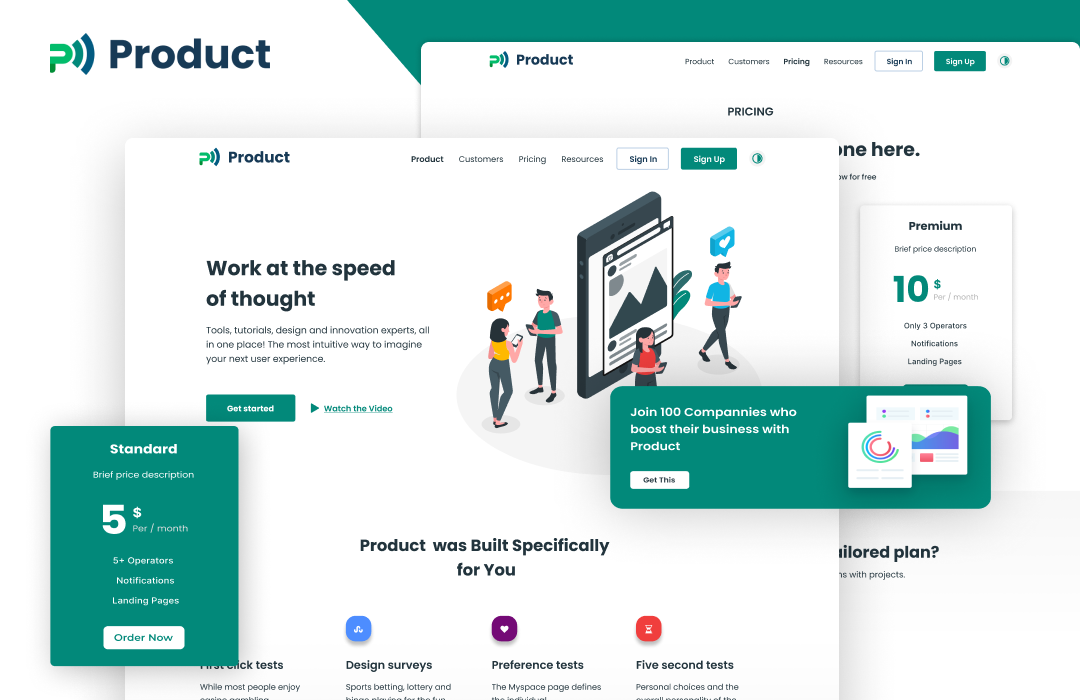 Product
Product
Product
Customers
Pricing
Resources
Sign In
Sign Up
PRICING
one here.
ow for free
Premium
Brief price description
10 $
Per / month
Only 3 Operators
Notifications
Landing Pages
Product
Product
Customers
Pricing
Resources
Sign In
Sign Up
Work at the speed
of thought
Tools, tutorials, design and innovation experts, all
in one place! The most intuitive way to imagine
your next user experience.
Get started
Watch the Video
Join 100 Compannies who
boost their business with
Product
Get This
Standard
Brief price description
5 $
Per / month
5+ Operators
Notifications
Landing Pages
Order Now
Product was Built Specifically
for You
ailored plan?
ns with projects.
First click tests
While most people enjoy
casino gambling,
Design surveys
Sports betting, lottery and
bingo playing for the fun
Preference tests
The Myspace page defines
the individual.
Five second tests
Personal choices and the
overall personality of the